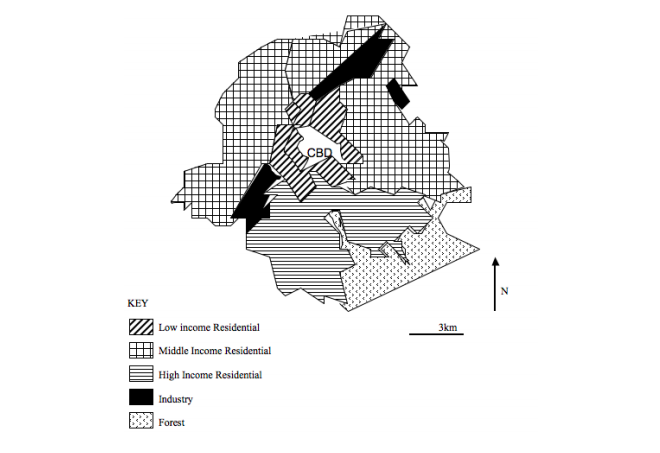 CBD
N
3km
KEY
Low income Residential
Middle Income Residential
High Income Residential
Industry
Forest